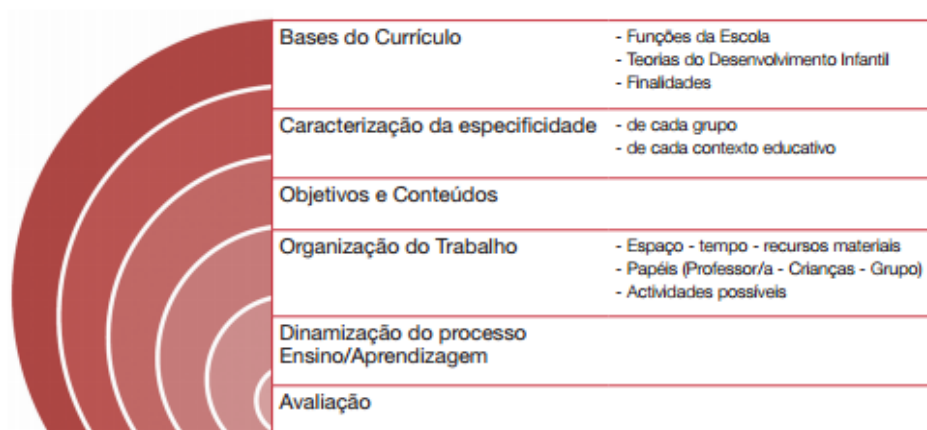 Bases do Currículo
- Funções da Escola
- Teorias do Desenvolvimento Infantil
- Finalidades
Caracterização da especificidade
- de cada grupo
- de cada contexto educativo
Objetivos e Conteúdos
Organização do Trabalho
- Espaço - tempo - recursos materiais
- Papéis (Professor/a - Crianças - Grupo)
- Actividades possíveis
Dinamização do processo
Ensino/Aprendizagem
Avaliação